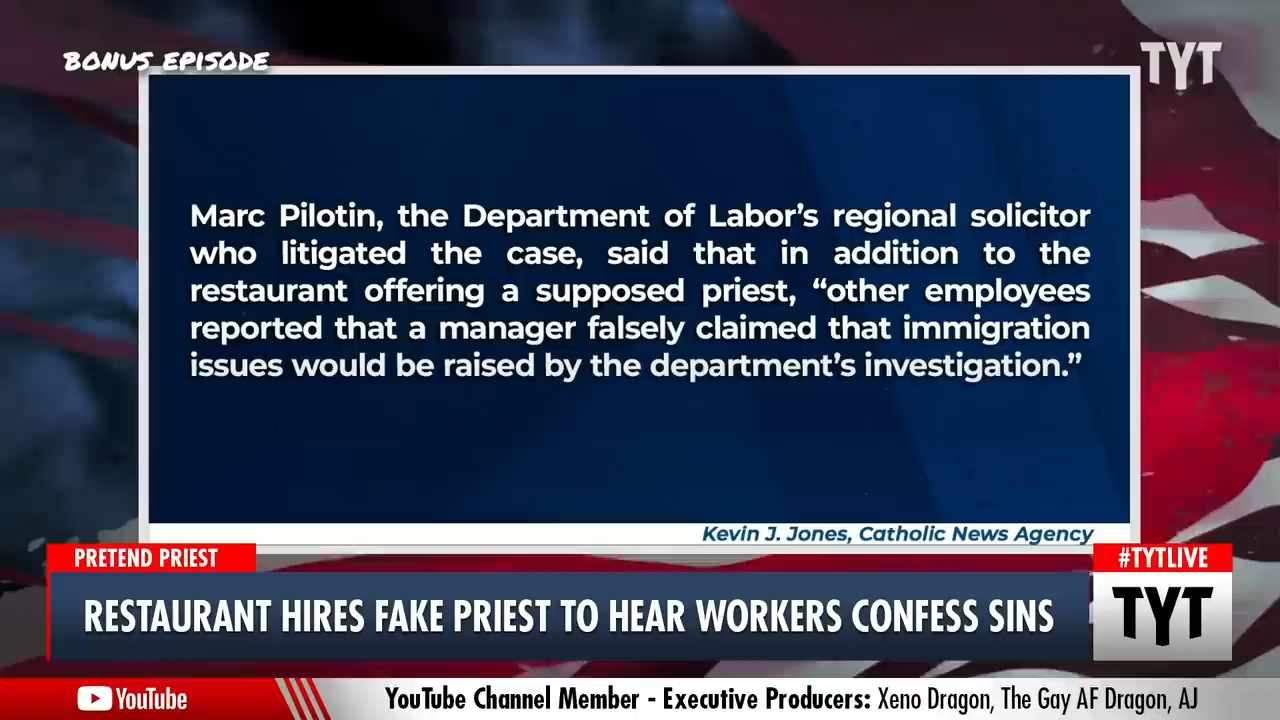 BONUS EPISODE
TYT
Marc Pilotin, the Department of Labor’s regional solicitor
who litigated the case, said that in addition to the
restaurant offering a supposed priest, “other employees
reported that a manager falsely claimed that immigration
issues would be raised by the department’s investigation.”
Kevin J. Jones, Catholic News Agency
PRETEND PRIEST
#TYTLIVE
RESTAURANT HIRES FAKE PRIEST TO HEAR WORKERS CONFESS SINS
TYT
YouTube
YouTube Channel Member - Executive Producers: Xeno Dragon, The Gay AF Dragon, AJ